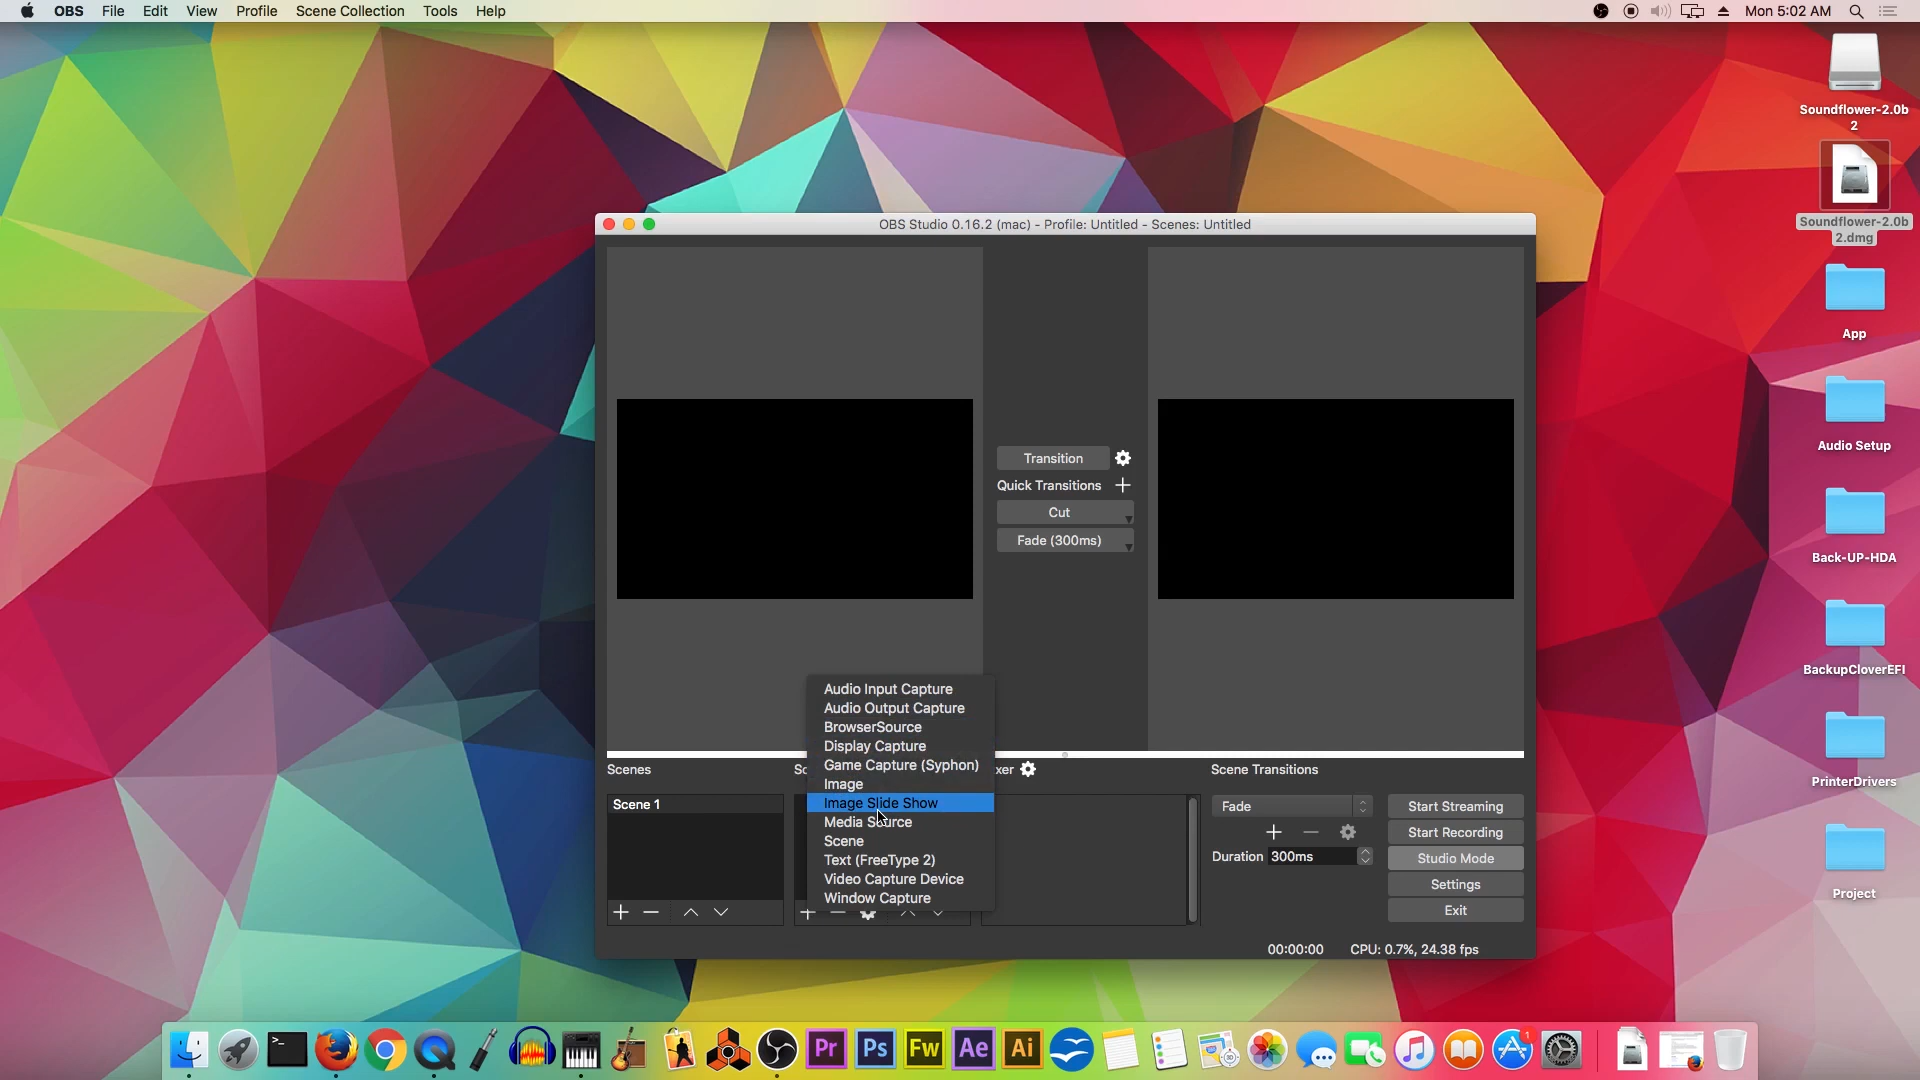 OBS File Edit View Profile Scene Collection Tools Help
Mon 5:02 AM
Soundflower-2.0b
2
Soundflower-2.0b
2.dmg
App
Audio Setup
Back-UP-HDA
BackupCloverEFI
PrinterDrivers
Project
OBS Studio 0.16.2 (mac) - Profile: Untitled - Scenes: Untitled
Transition
Quick Transitions
Cut
Fade (300ms)
Audio Input Capture
Audio Output Capture
BrowserSource
Display Capture
Game Capture (Syphon)
Image
Image Slide Show
Media Source
Scene
Text (FreeType 2)
Video Capture Device
Window Capture
Scenes
So
xer
Scene Transitions
Scene 1
Fade
Duration 300ms
Start Streaming
Start Recording
Studio Mode
Settings
Exit
00:00:00 CPU: 0.7%, 24.38 fps
Pr Ps Fw Ae Ai
30
1